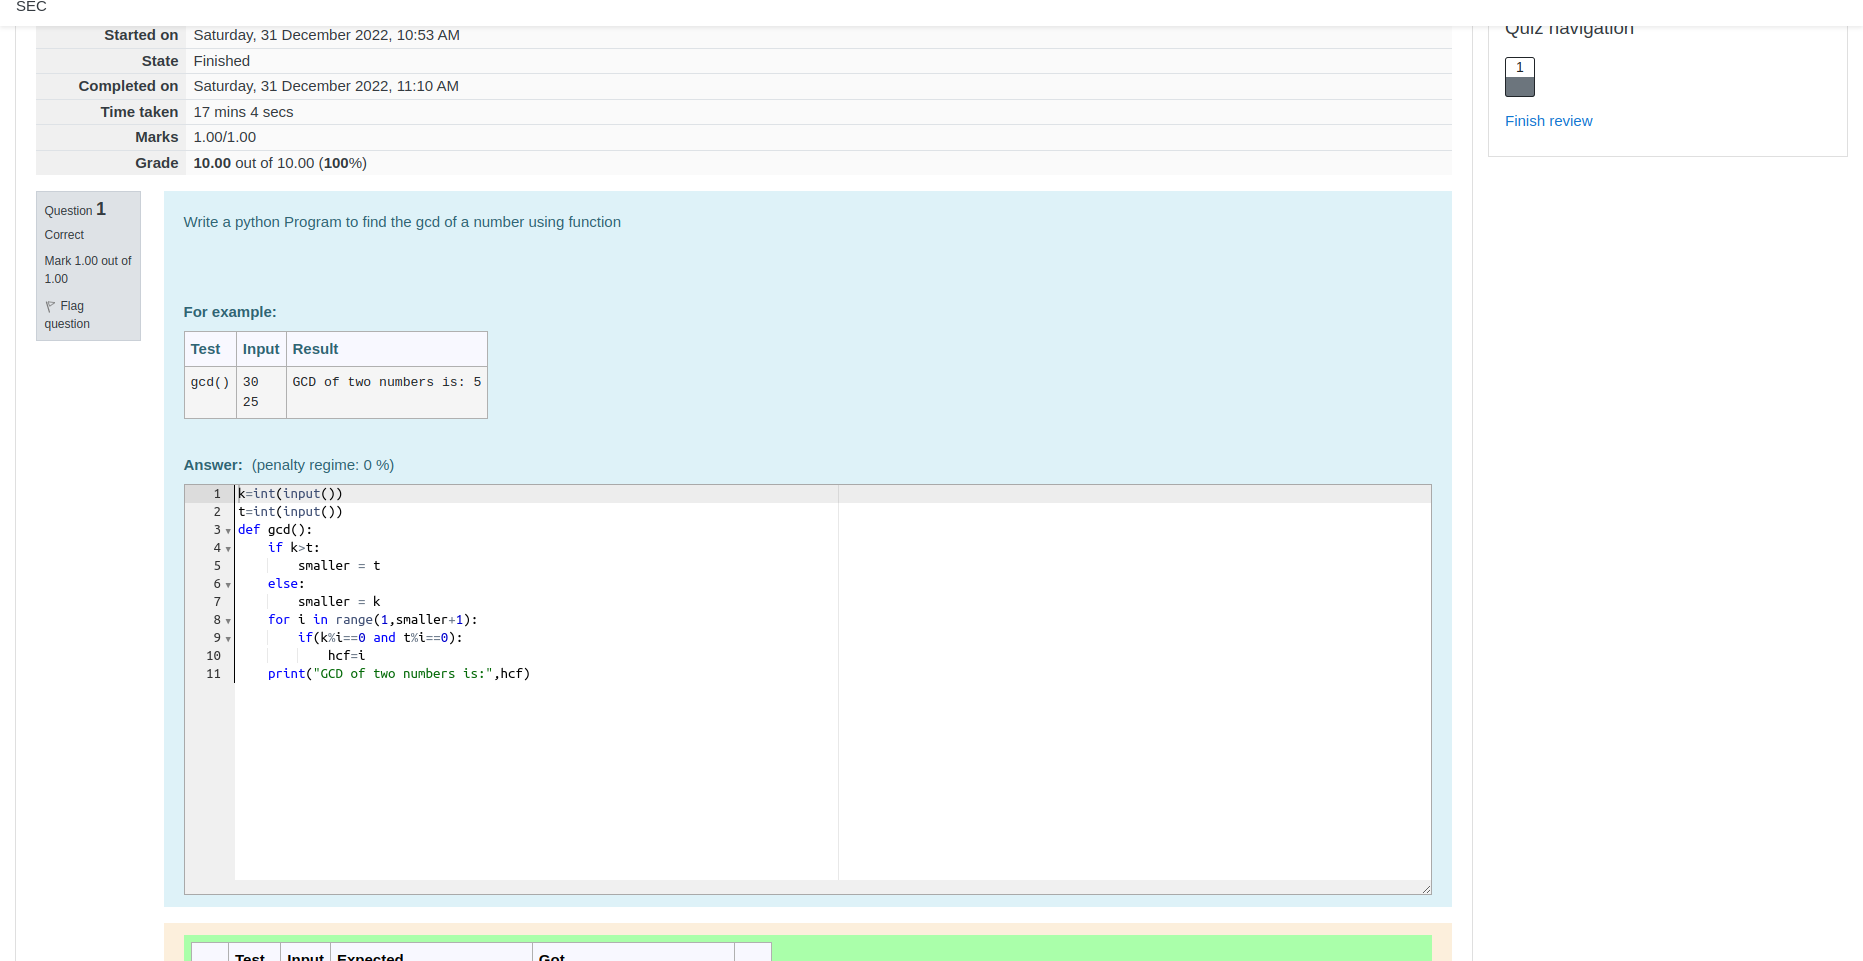 SEC
Started on Saturday, 31 December 2022, 10:53 AM
State Finished
Completed on Saturday, 31 December 2022, 11:10 AM
Time taken 17 mins 4 secs
Marks 1.00/1.00
Grade 10.00 out of 10.00 (100%)
Quiz navigation
1
Finish review
Question 1
Correct
Mark 1.00 out of
1.00
Flag
question
Write a python Program to find the gcd of a number using function
For example:
Test Input Result
gcd() 30 GCD of two numbers is: 5
25
Answer: (penalty regime: 0 %)
1 k=int(input())
2 t=int(input())
3 def gcd():
4     if k>t:
5         smaller = t
6     else:
7         smaller = k
8     for i in range(1,smaller+1):
9         if(k%i==0 and t%i==0):
10             hcf=i
11     print("GCD of two numbers is:",hcf)
Test Input Expected Got